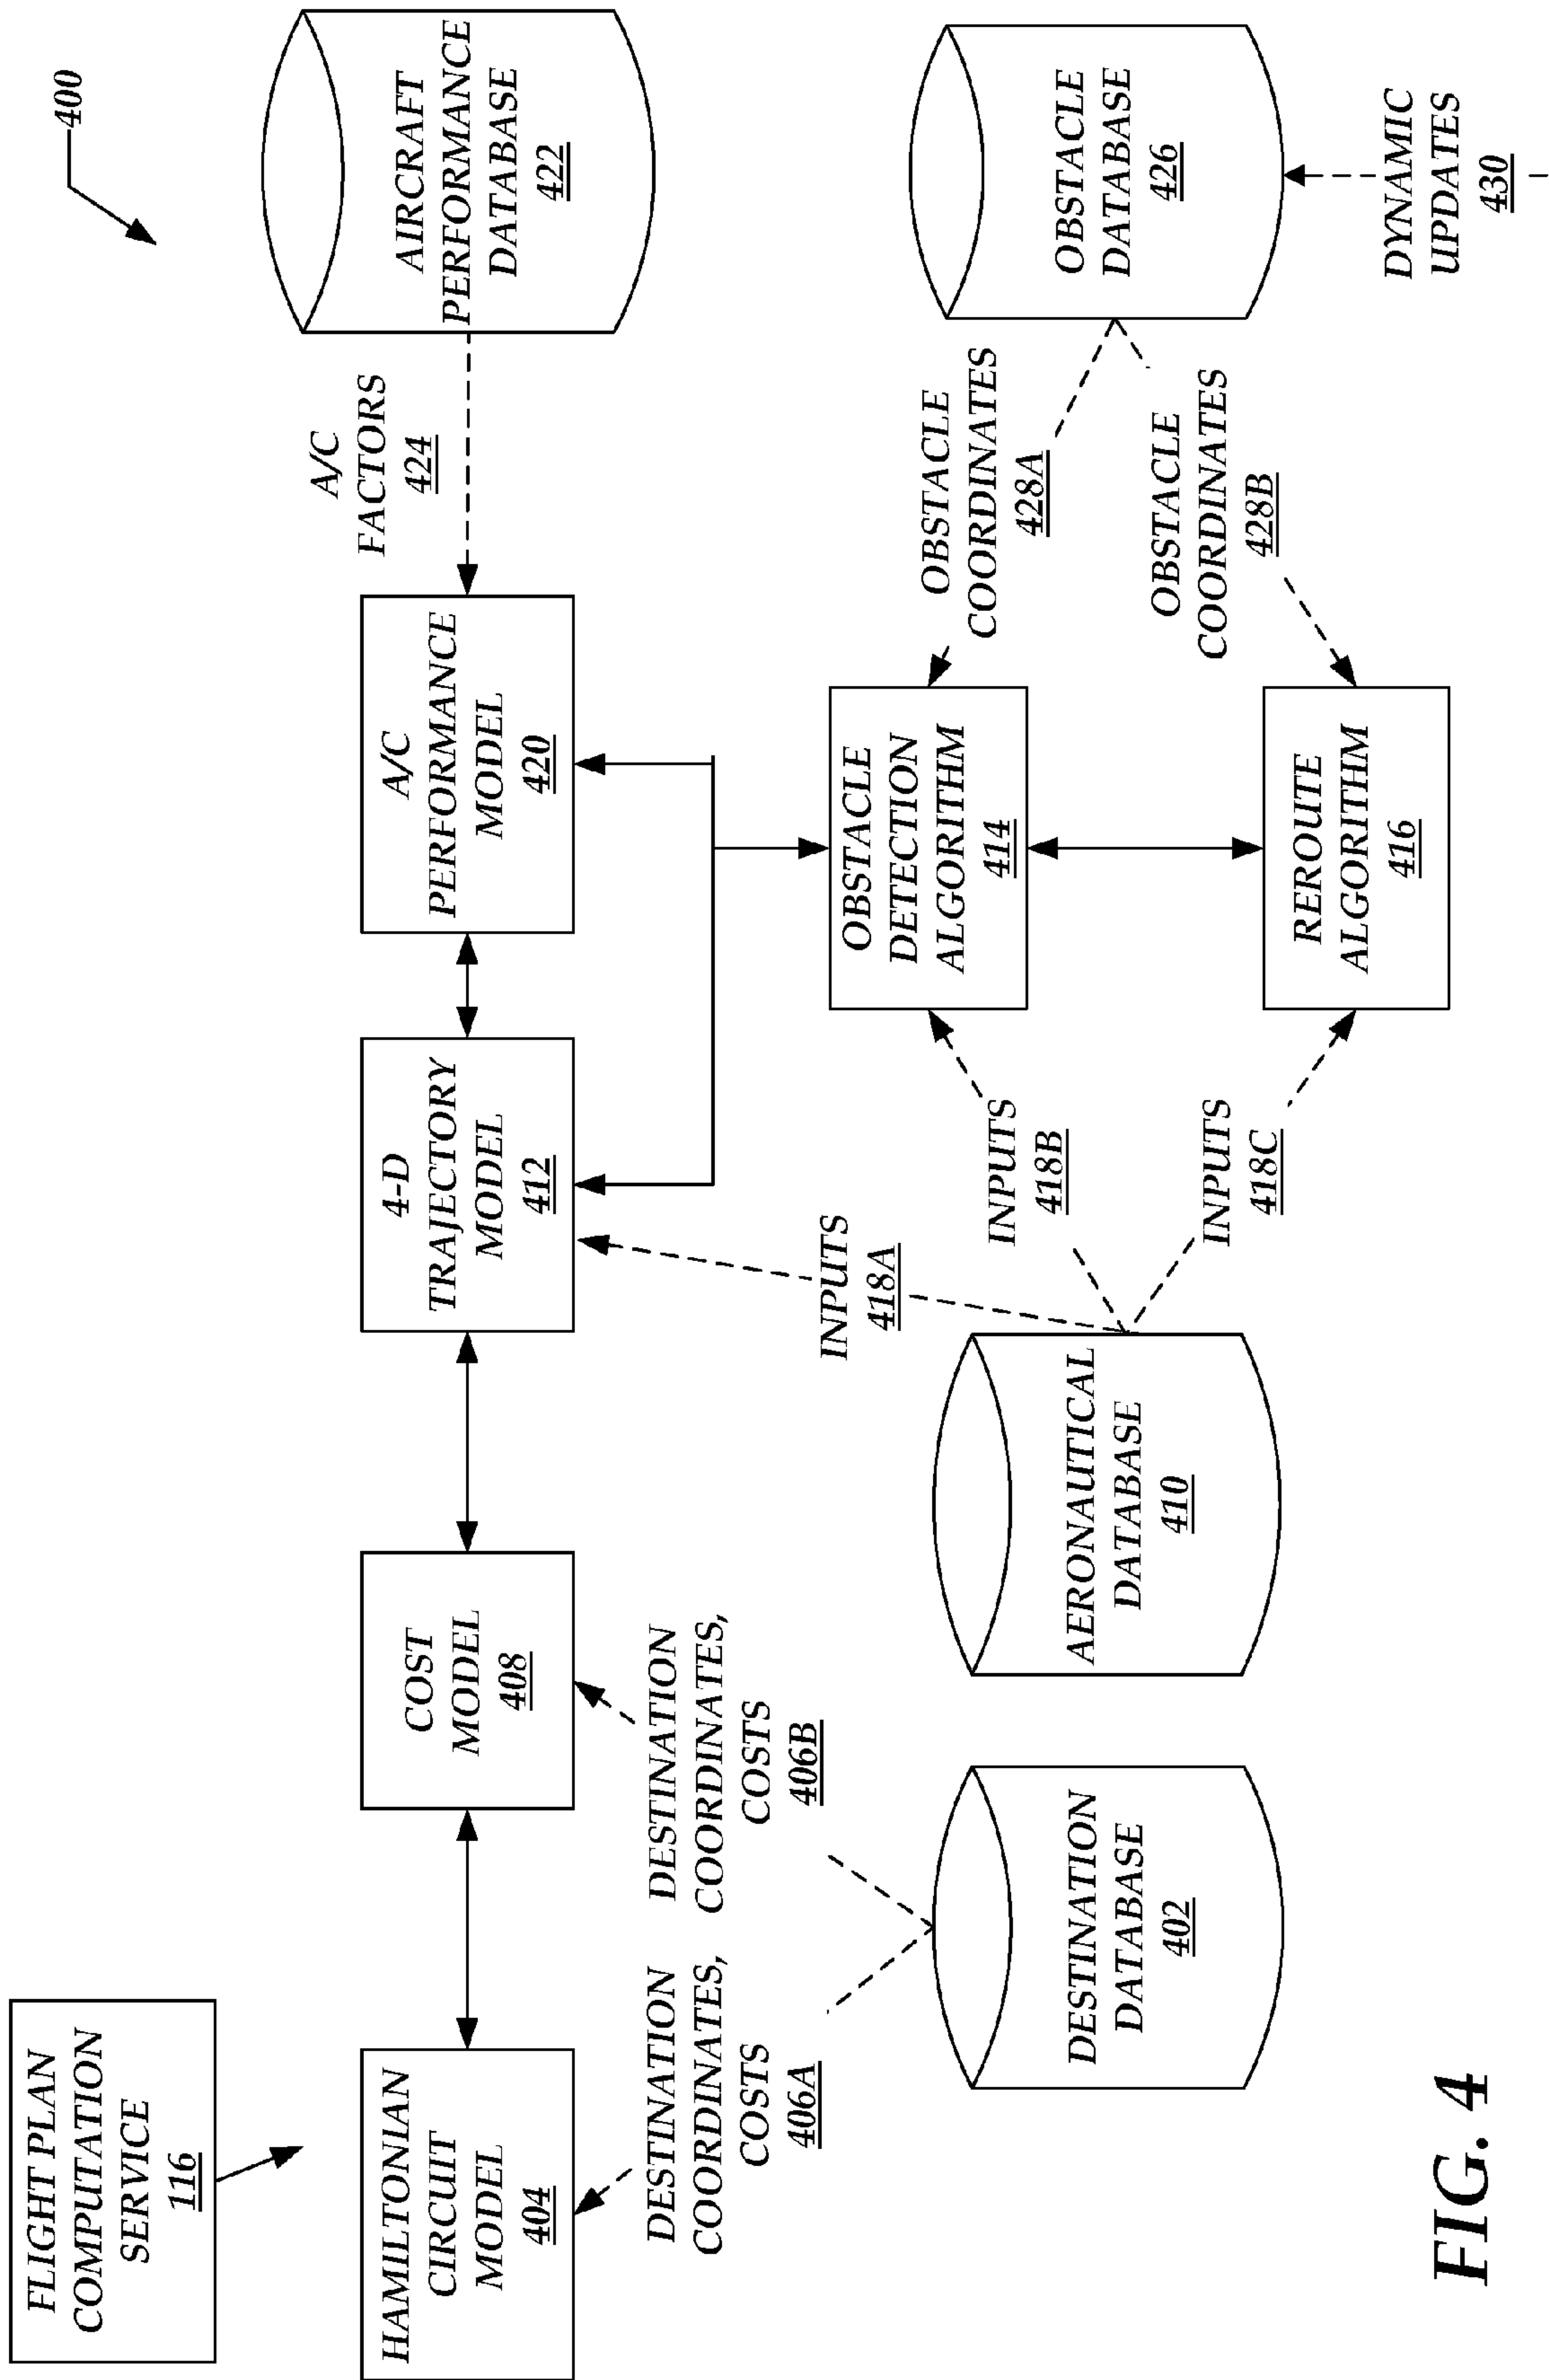 400
FLIGHT PLAN
COMPUTATION
SERVICE
116
HAMILTONIAN
CIRCUIT
MODEL
404
COST
MODEL
408
4-D
TRAJECTORY
MODEL
412
A/C
PERFORMANCE
MODEL
420
A/C
FACTORS
424
AIRCRAFT
PERFORMANCE
DATABASE
422
DESTINATION
COORDINATES,
COSTS
406A
DESTINATION
COORDINATES,
COSTS
406B
INPUTS
418A
INPUTS
418B
INPUTS
418C
OBSTACLE
DETECTION
ALGORITHM
414
REROUTE
ALGORITHM
416
OBSTACLE
COORDINATES
428A
OBSTACLE
COORDINATES
428B
DESTINATION
DATABASE
402
AERONAUTICAL
DATABASE
410
OBSTACLE
DATABASE
426
DYNAMIC
UPDATES
430
FIG. 4